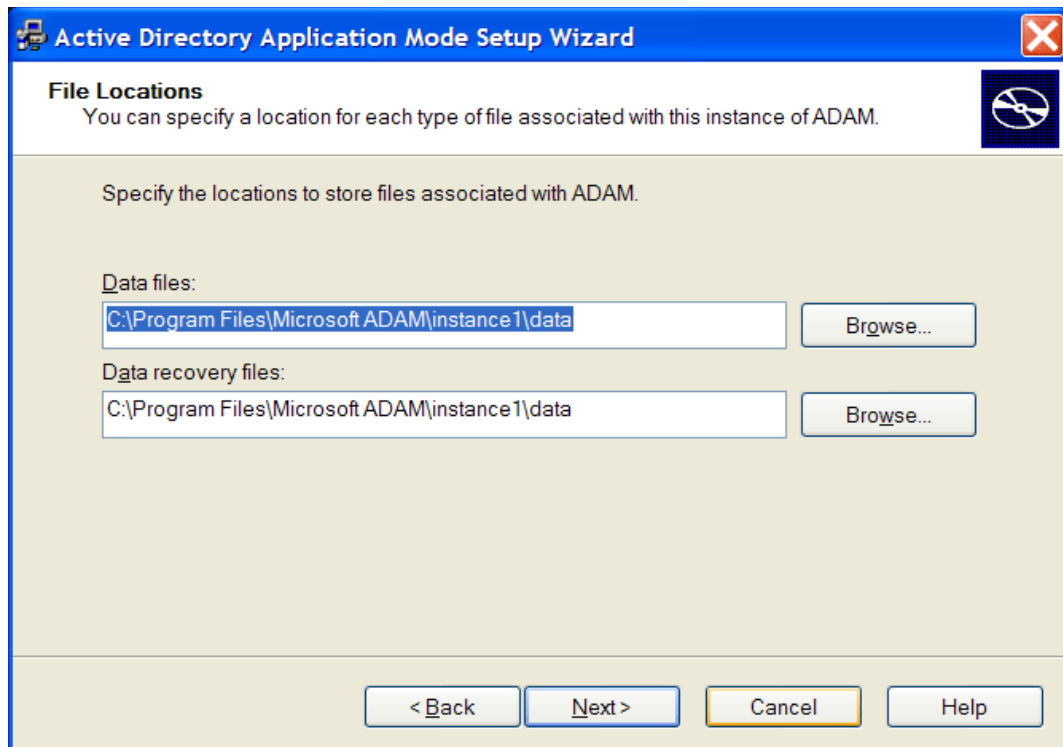 Active Directory Application Mode Setup Wizard
File Locations
You can specify a location for each type of file associated with this instance of ADAM.
Specify the locations to store files associated with ADAM.
Data files:
C:\Program Files\Microsoft ADAM\instance1\data
Browse...
Data recovery files:
C:\Program Files\Microsoft ADAM\instance1\data
Browse...
< Back Next > Cancel Help